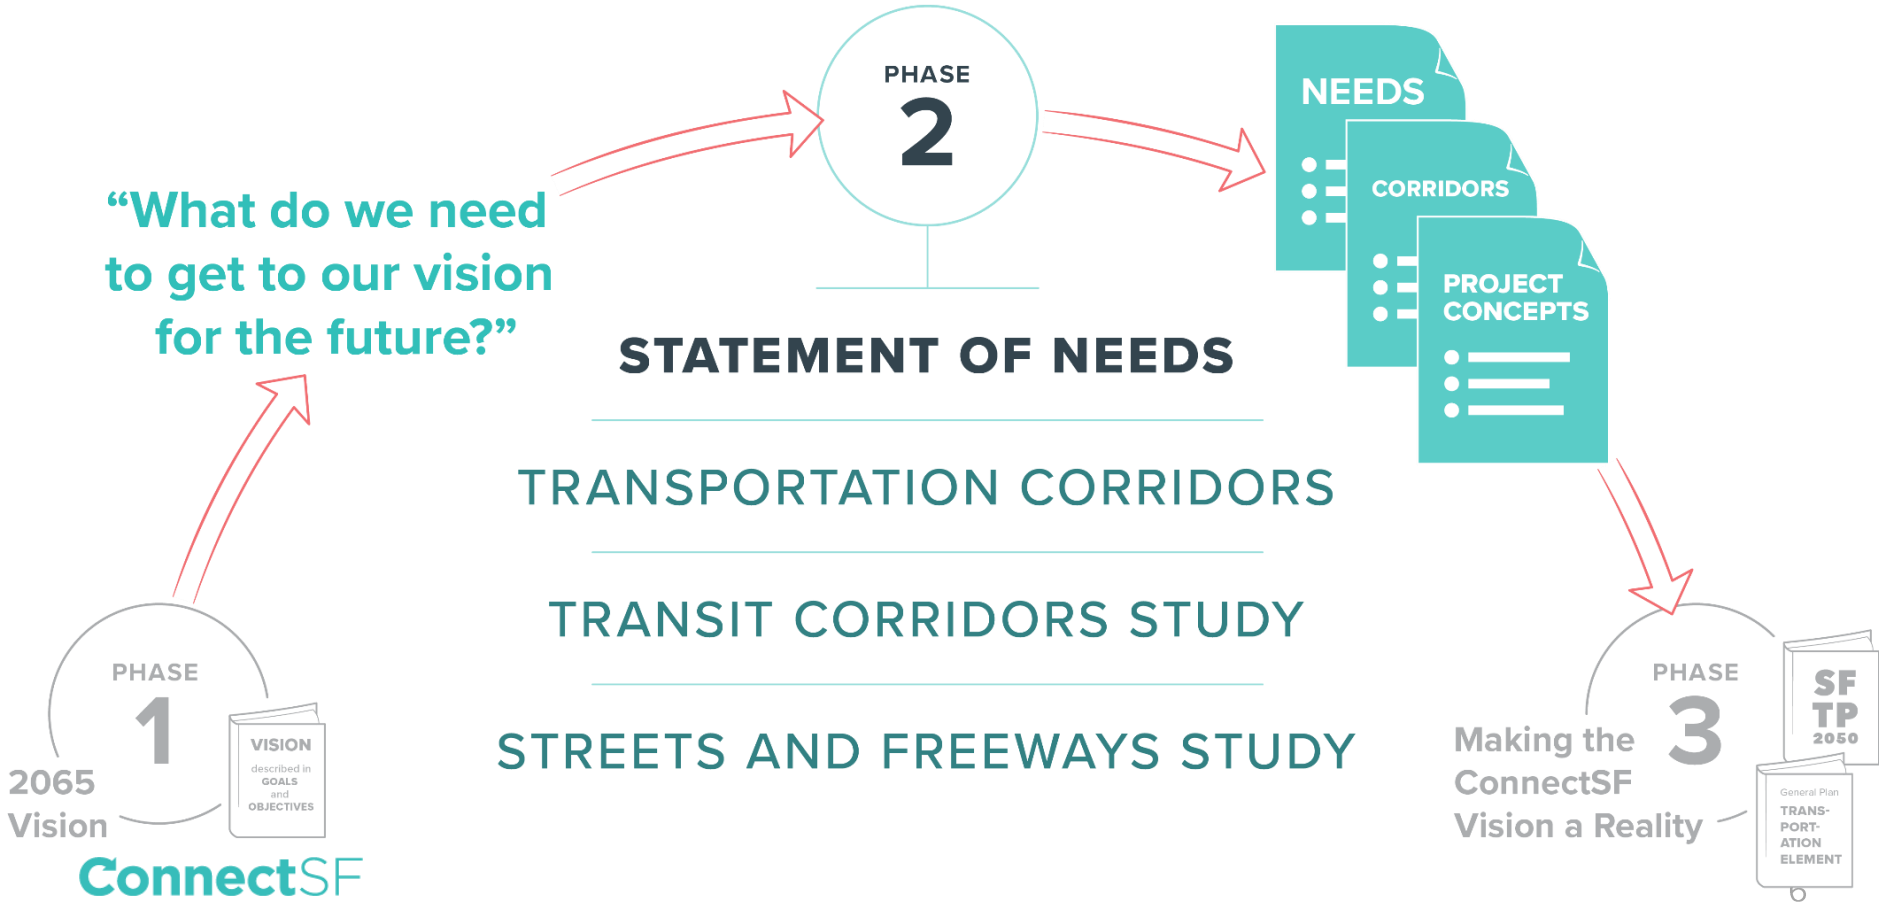 PHASE
2
"What do we need
to get to our vision
for the future?"
NEEDS
CORRIDORS
PROJECT
CONCEPTS
STATEMENT OF NEEDS
TRANSPORTATION CORRIDORS
TRANSIT CORRIDORS STUDY
STREETS AND FREEWAYS STUDY
PHASE
1
2065
Vision
VISION
described in
GOALS
and
OBJECTIVES
ConnectSF
PHASE
3
Making the
ConnectSF
Vision a Reality
SF
TP
2050
General Plan
TRANS-
PORT-
ATION
ELEMENT
6